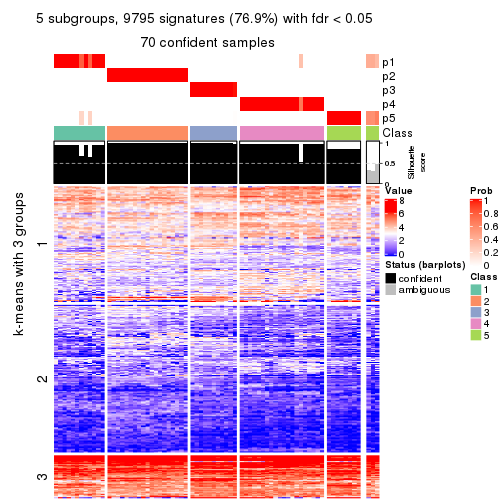 5 subgroups, 9795 signatures (76.9%) with fdr < 0.05
70 confident samples
p1
p2
p3
p4
p5
Class
1
0.5
0
Silhouette
score
k-means with 3 groups
1
2
3
Value
8
6
4
2
0
Status (barplots)
confident
ambiguous
Prob
1
0.8
0.6
0.4
0.2
0
Class
1
2
3
4
5